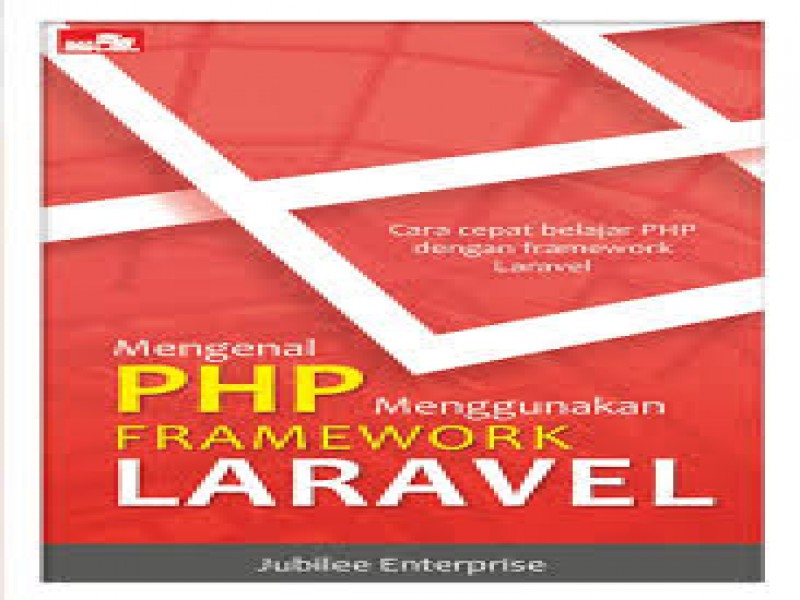 Cara cepat belajar PHP
dengan framework
Laravel
Mengenal
PHP Menggunakan
FRAMEWORK
LARAVEL
Jubilee Enterprise